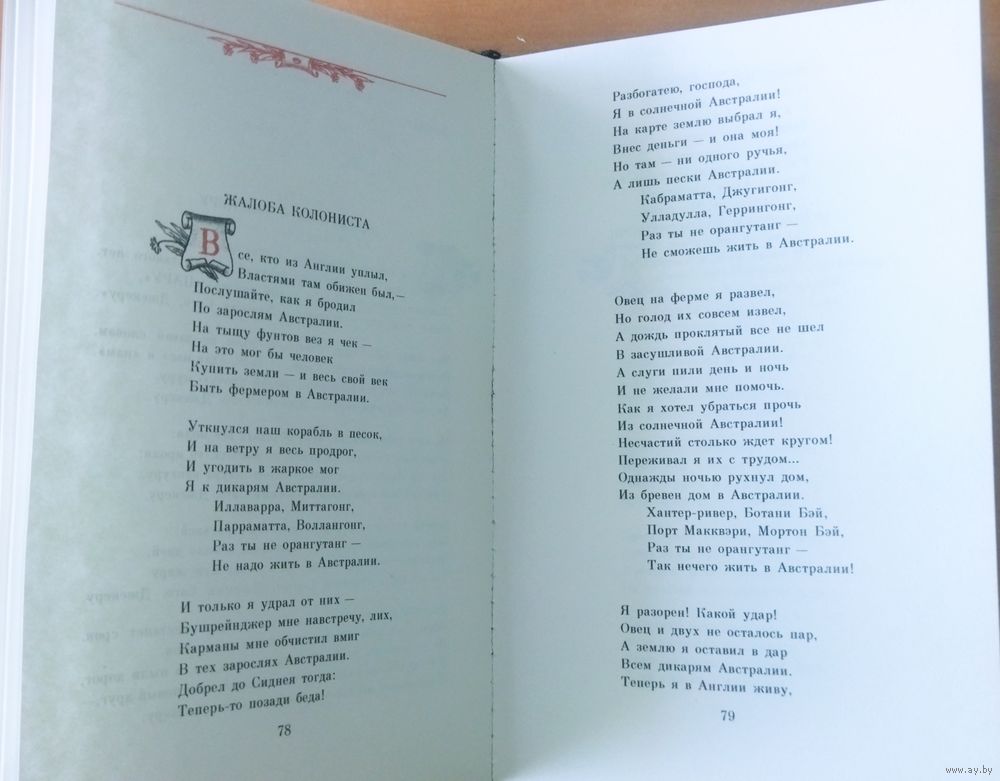 ЖАЛОБА КОЛОНИСТА
Все, кто из Англии уплыл,
Властями там обижен был,—
Послушайте, как я бродил
По зарослям Австралии.
На тыщу фунтов вез я чек —
На это мог бы человек
Купить земли — и весь свой век
Быть фермером в Австралии.
Уткнулся наш корабль в песок,
И на ветру я весь продрог,
И угодить в жаркое мог
Я к дикарям Австралии.
Иллаварра, Миттагонг,
Парраматта, Воллангонг,
Раз ты не орангутанг —
Не надо жить в Австралии.
И только я удрал от них —
Бушрейнджер мне навстречу, лих,
Карманы мне обчистил вмиг
В тех зарослях Австралии.
Добрел до Сиднея тогда:
Теперь-то позади беда!
78
Разбогатею, господа,
Я в солнечной Австралии!
На карте землю выбрал я,
Внес деньги — и она моя!
Но там — ни одного ручья,
А лишь пески Австралии.
Кабраматта, Джугигонг,
Улладулла, Геррингонг,
Раз ты не орангутанг —
Не сможешь жить в Австралии.
Овец на ферме я развел,
Но голод их совсем извел,
А дождь проклятый все не шел
В засушливой Австралии.
А слуги пили день и ночь
И не желали мне помочь.
Как я хотел убраться прочь
Из солнечной Австралии!
Несчастий столько ждет кругом!
Переживал я их с трудом...
Однажды ночью рухнул дом,
Из бревен дом в Австралии.
Хантер-ривер, Ботани Бэй,
Порт Макквэри, Мортон Бэй,
Раз ты не орангутанг —
Так нечего жить в Австралии!
Я разорен! Какой удар!
Овец и двух не осталось пар,
А землю я оставил в дар
Всем дикарям Австралии.
Теперь я в Англии живу,
79
www.ay.by